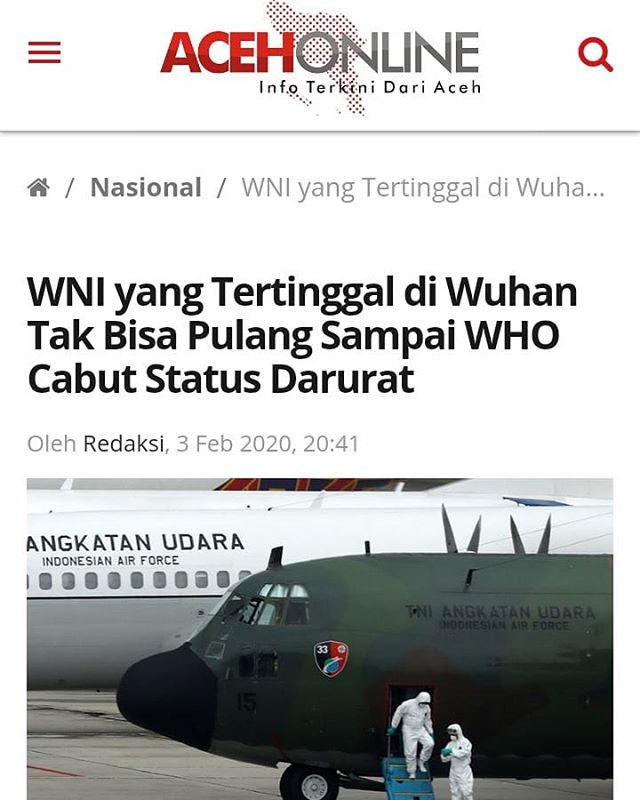 ACEHONLINE
Info Terkini Dari Aceh
/ Nasional / WNI yang Tertinggal di Wuha...
WNI yang Tertinggal di Wuhan
Tak Bisa Pulang Sampai WHO
Cabut Status Darurat
Oleh Redaksi, 3 Feb 2020, 20:41
ANGKATAN UDARA
INDONESIAN AIR FORCE
TNI ANGKATAN UDARA
INDONESIAN AIR FORCE
33
15